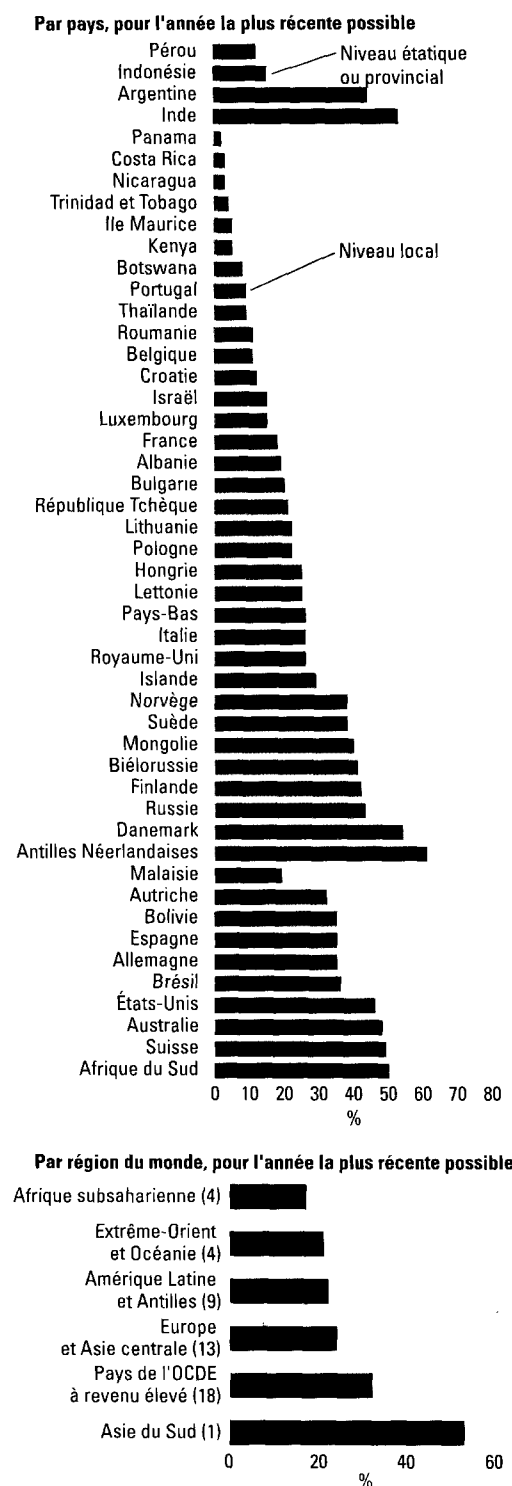 Par pays, pour l'année la plus récente possible
Pérou
Niveau étatique
ou provincial
Indonésie
Argentine
Inde
Panama
Costa Rica
Nicaragua
Trinidad et Tobago
Ile Maurice
Kenya
Niveau local
Botswana
Portugal
Thaïlande
Roumanie
Belgique
Croatie
Israël
Luxembourg
France
Albanie
Bulgarie
République Tchèque
Lithuanie
Pologne
Hongrie
Lettonie
Pays-Bas
Italie
Royaume-Uni
Islande
Norvège
Suède
Mongolie
Biélorussie
Finlande
Russie
Danemark
Antilles Néerlandaises
Malaisie
Autriche
Bolivie
Espagne
Allemagne
Brésil
États-Unis
Australie
Suisse
Afrique du Sud
0 10 20 30 40 50 60 70 80
%
Par région du monde, pour l'année la plus récente possible
Afrique subsaharienne (4)
Extrême-Orient
et Océanie (4)
Amérique Latine
et Antilles (9)
Europe
et Asie centrale (13)
Pays de l'OCDE
à revenu élevé (18)
Asie du Sud (1)
0 20 40 60
%